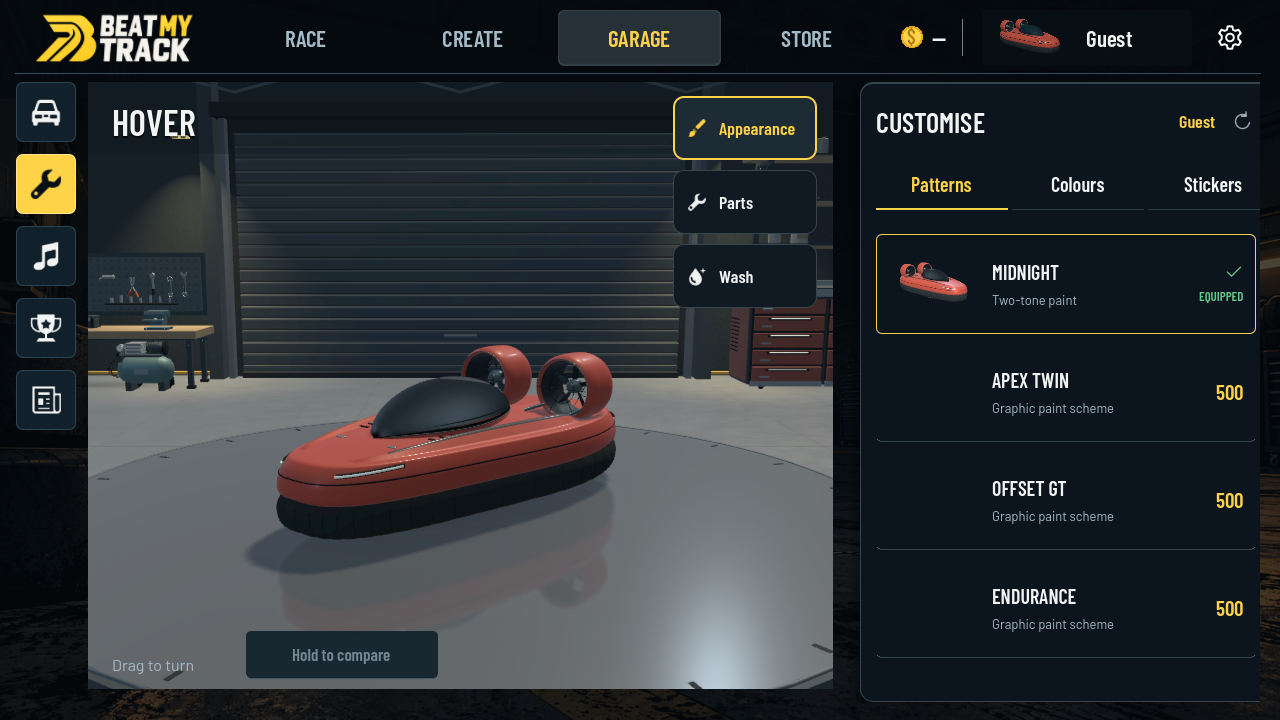 BEAT MY
TRACK
RACE
CREATE
GARAGE
STORE
–
Guest
HOVER
Appearance
Parts
Wash
Drag to turn
Hold to compare
CUSTOMISE
Guest
Patterns
Colours
Stickers
MIDNIGHT
Two-tone paint
EQUIPPED
APEX TWIN
Graphic paint scheme
500
OFFSET GT
Graphic paint scheme
500
ENDURANCE
Graphic paint scheme
500